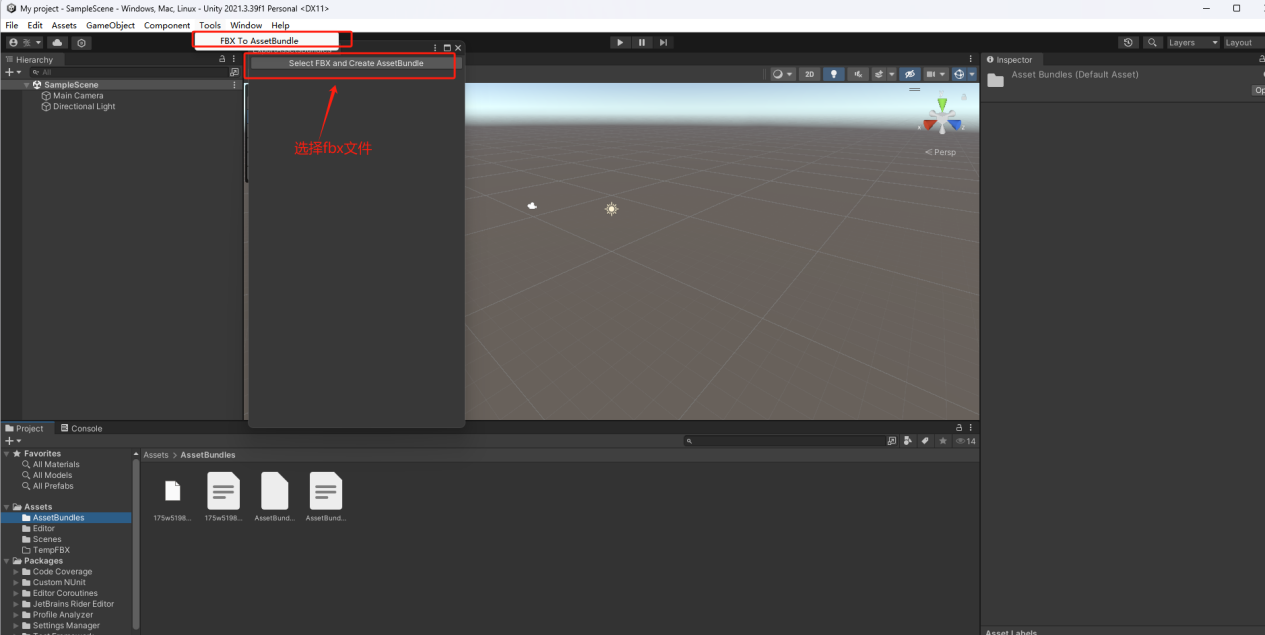 My project - SampleScene - Windows, Mac, Linux - Unity 2021.3.39f1 Personal <DX11>
File Edit Assets GameObject Component Tools Window Help
FBX To AssetBundle
Layers Layout
Hierarchy
Select FBX and Create AssetBundle
Inspector
All
2D
Asset Bundles (Default Asset)
SampleScene
Main Camera
Directional Light
选择fbx文件
Persp
Project Console
14
Favorites
Assets > AssetBundles
All Materials
All Models
All Prefabs
Assets
AssetBundles
175w5198... 175w5198... AssetBund... AssetBund...
Editor
Scenes
TempFBX
Packages
Code Coverage
Custom NUnit
Editor Coroutines
JetBrains Rider Editor
Profile Analyzer
Settings Manager
Asset Labels